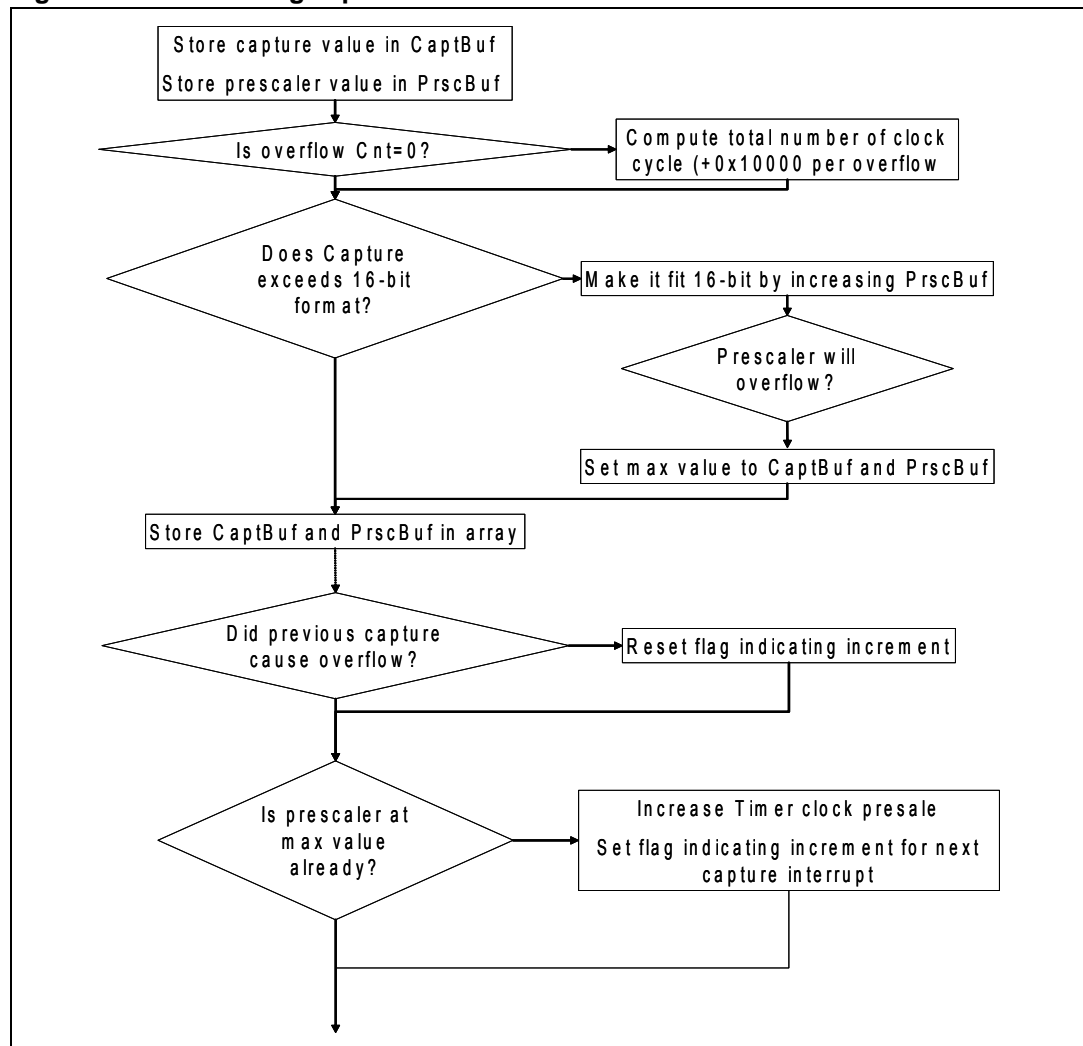 Store capture value in CaptBuf
Store prescaler value in PrscBuf
Is overflow Cnt=0?
Compute total number of clock
cycle (+0x10000 per overflow
Does Capture
exceeds 16-bit
format?
Make it fit 16-bit by increasing PrscBuf
Prescaler will
overflow?
Set max value to CaptBuf and PrscBuf
Store CaptBuf and PrscBuf in array
Did previous capture
cause overflow?
Reset flag indicating increment
Is prescaler at
max value
already?
Increase Timer clock presale
Set flag indicating increment for next
capture interrupt